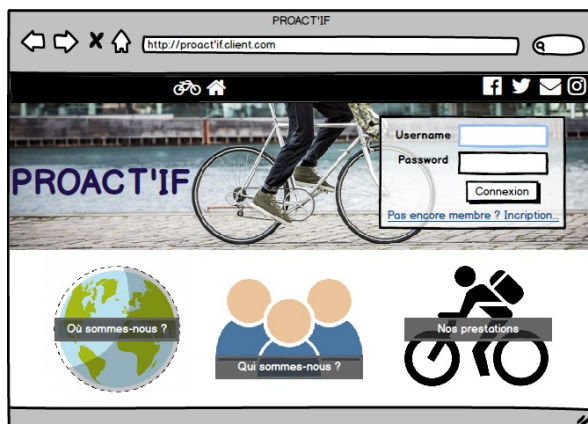 PROACT'IF
http://proact'if.client.com
PROACT'IF
Username
Password
Connexion
Pas encore membre ? Incription...
Où sommes-nous ?
Qui sommes-nous ?
Nos prestations